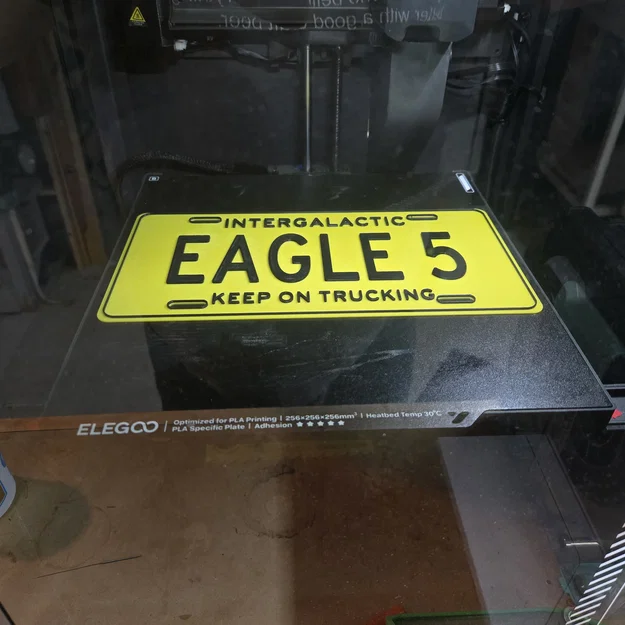 INTERGALACTIC
EAGLE 5
KEEP ON TRUCKING
ELEGOO
Optimized for PLA Printing | 256×256×256mm³ | Heatbed Temp 30°C
PLA Specific Plate | Adhesion ★★★★★